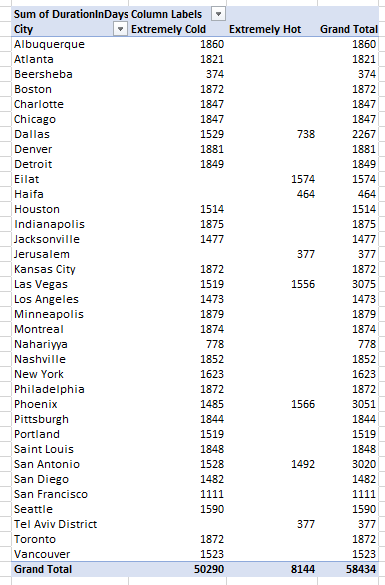 Sum of DurationInDays Column Labels
City Extremely Cold Extremely Hot Grand Total
Albuquerque 1860 1860
Atlanta 1821 1821
Beersheba 374 374
Boston 1872 1872
Charlotte 1847 1847
Chicago 1847 1847
Dallas 1529 738 2267
Denver 1881 1881
Detroit 1849 1849
Eilat 1574 1574
Haifa 464 464
Houston 1514 1514
Indianapolis 1875 1875
Jacksonville 1477 1477
Jerusalem 377 377
Kansas City 1872 1872
Las Vegas 1519 1556 3075
Los Angeles 1473 1473
Minneapolis 1879 1879
Montreal 1874 1874
Nahariyya 778 778
Nashville 1852 1852
New York 1623 1623
Philadelphia 1872 1872
Phoenix 1485 1566 3051
Pittsburgh 1844 1844
Portland 1519 1519
Saint Louis 1848 1848
San Antonio 1528 1492 3020
San Diego 1482 1482
San Francisco 1111 1111
Seattle 1590 1590
Tel Aviv District 377 377
Toronto 1872 1872
Vancouver 1523 1523
Grand Total 50290 8144 58434